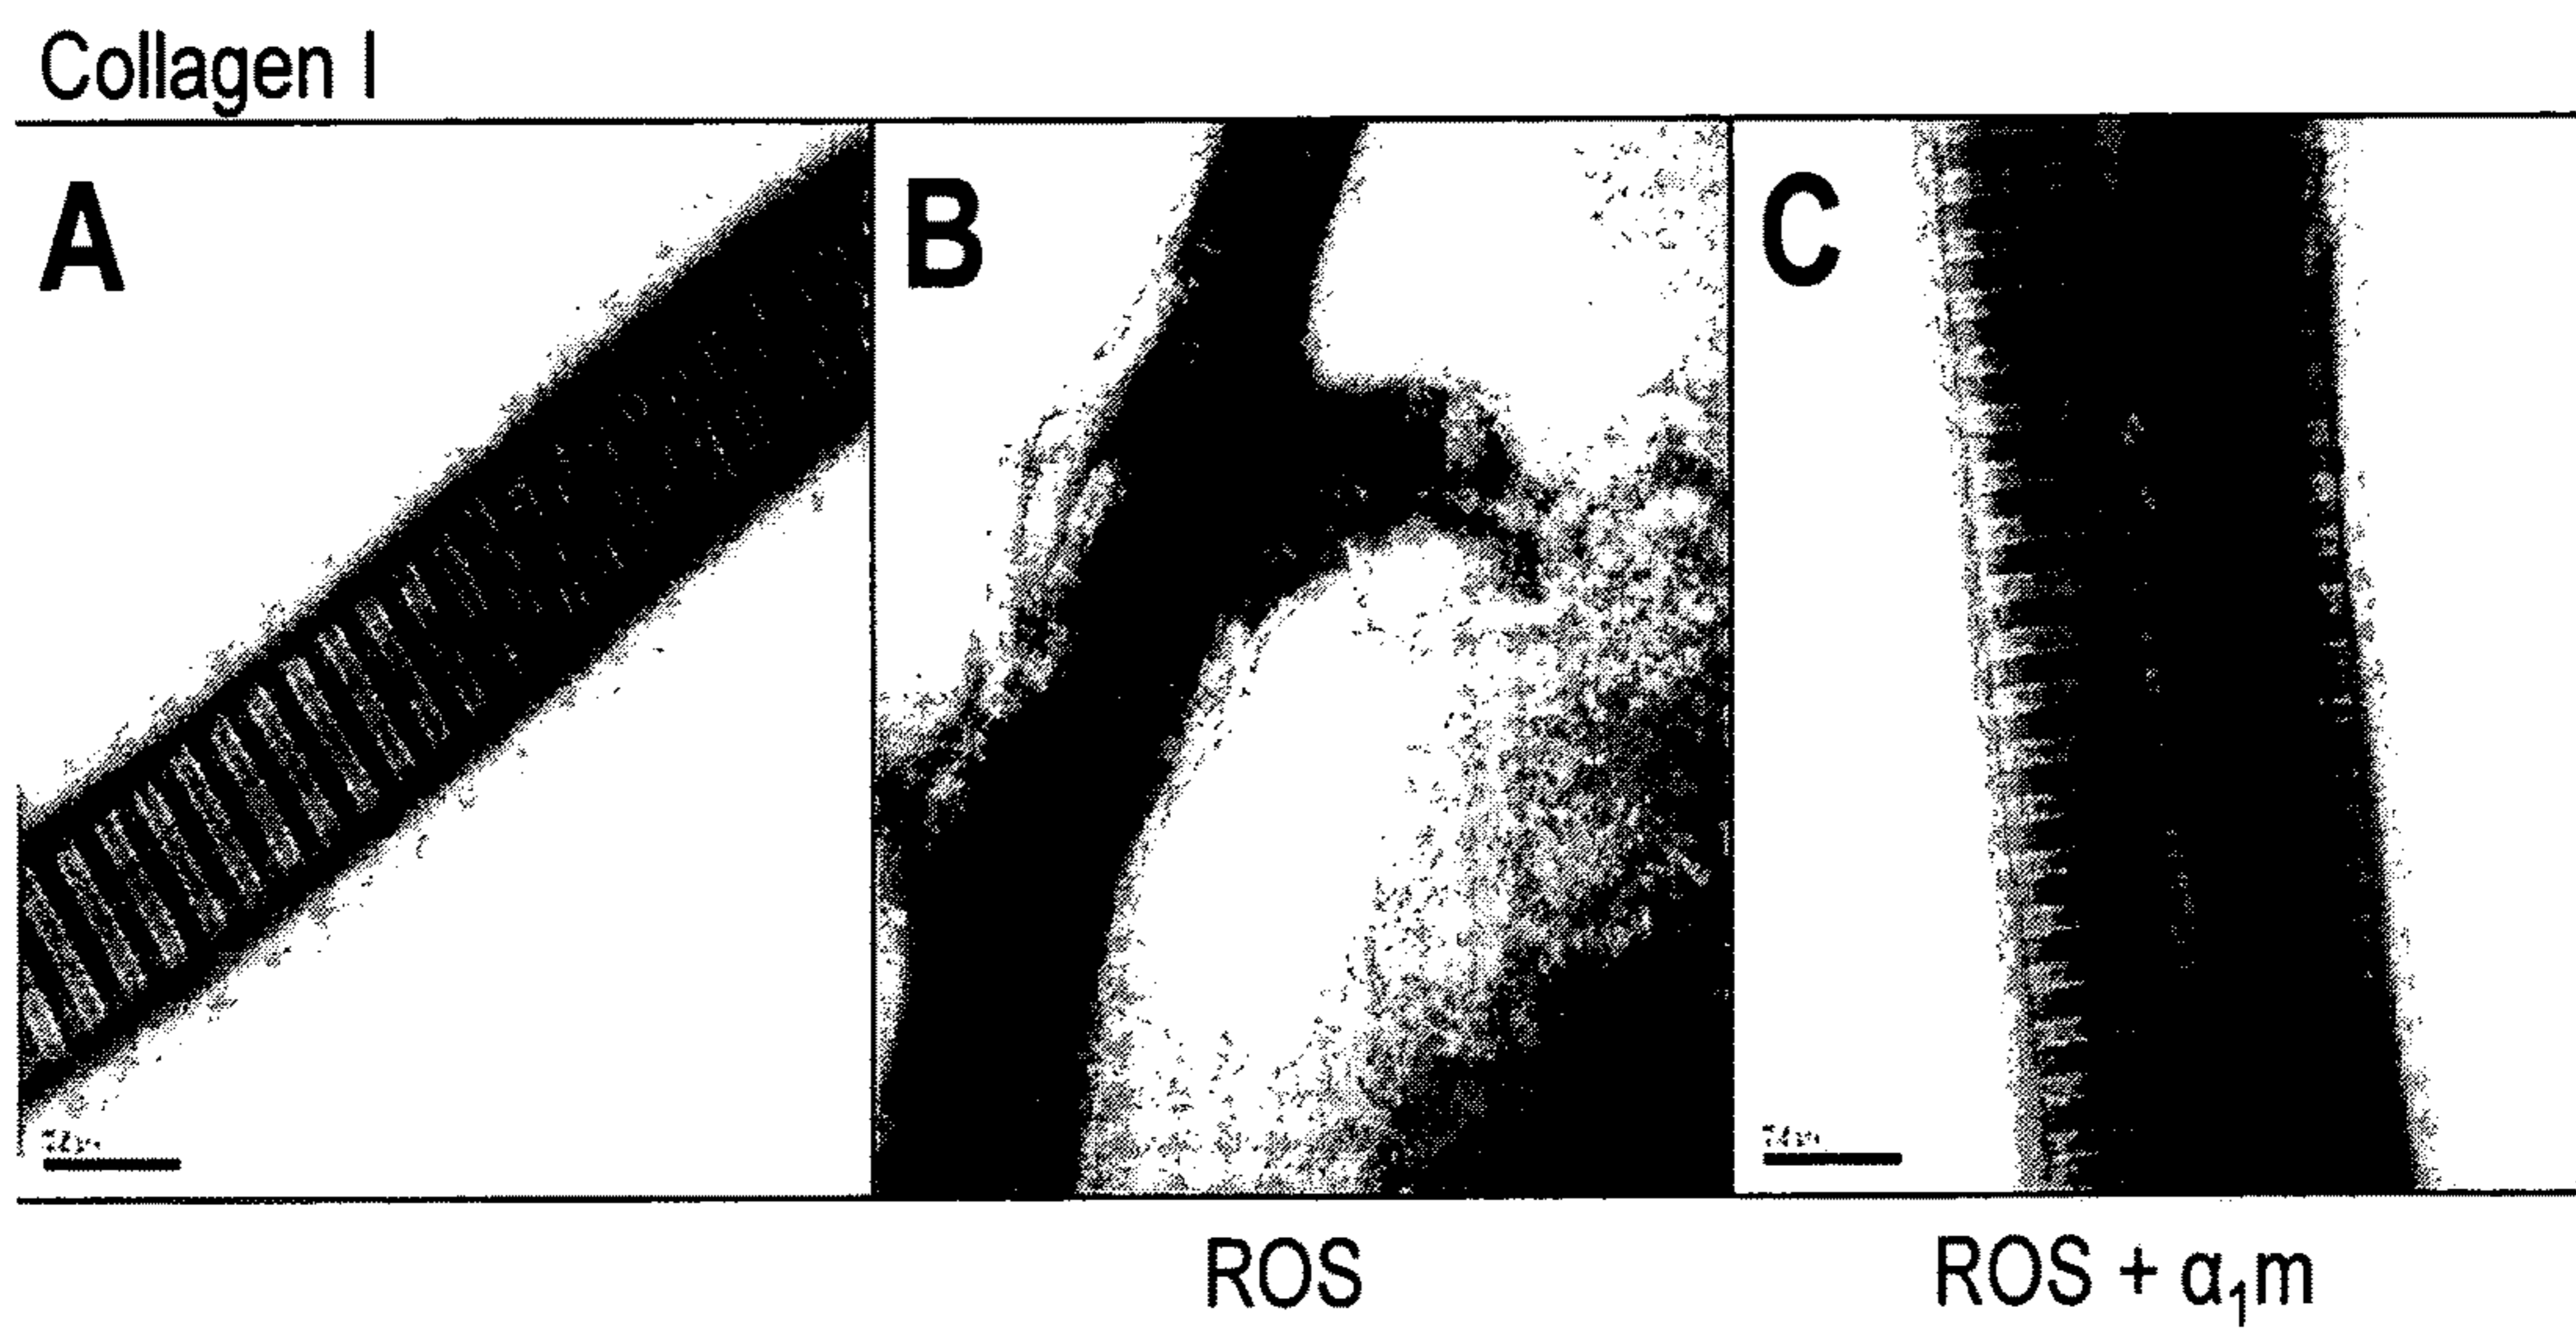 Collagen I
A
B
C
ROS
ROS + α₁m